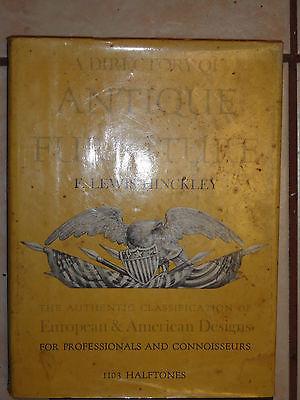 A DIRECTORY OF
ANTIQUE
FURNITURE
F. LEWIS HINCKLEY
THE AUTHENTIC CLASSIFICATION OF
European & American Designs
FOR PROFESSIONALS AND CONNOISSEURS
1103 HALFTONES